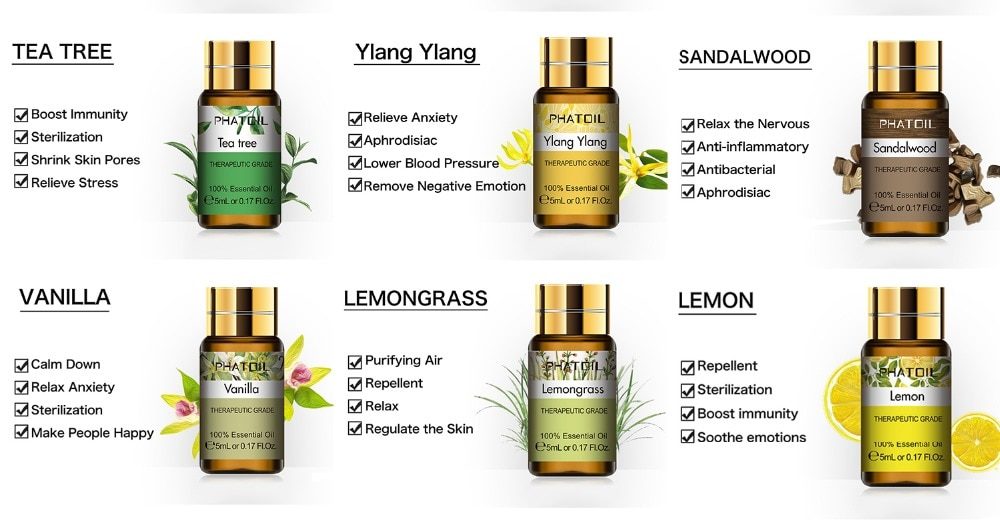 TEA TREE
Boost Immunity
Sterilization
Shrink Skin Pores
Relieve Stress
PHATOIL
Tea tree
THERAPEUTIC GRADE
100% Essential Oil
℮5mL or 0.17 Fl.Oz.
Ylang Ylang
Relieve Anxiety
Aphrodisiac
Lower Blood Pressure
Remove Negative Emotion
PHATOIL
Ylang Ylang
THERAPEUTIC GRADE
100% Essential Oil
℮5mL or 0.17 Fl.Oz.
SANDALWOOD
Relax the Nervous
Anti-inflammatory
Antibacterial
Aphrodisiac
PHATOIL
Sandalwood
THERAPEUTIC GRADE
100% Essential Oil
℮5mL or 0.17 Fl.Oz.
VANILLA
Calm Down
Relax Anxiety
Sterilization
Make People Happy
PHATOIL
Vanilla
THERAPEUTIC GRADE
100% Essential Oil
℮5mL or 0.17 Fl.Oz.
LEMONGRASS
Purifying Air
Repellent
Relax
Regulate the Skin
PHATOIL
Lemongrass
THERAPEUTIC GRADE
100% Essential Oil
℮5mL or 0.17 Fl.Oz.
LEMON
Repellent
Sterilization
Boost immunity
Soothe emotions
PHATOIL
Lemon
THERAPEUTIC GRADE
100% Essential Oil
℮5mL or 0.17 Fl.Oz.